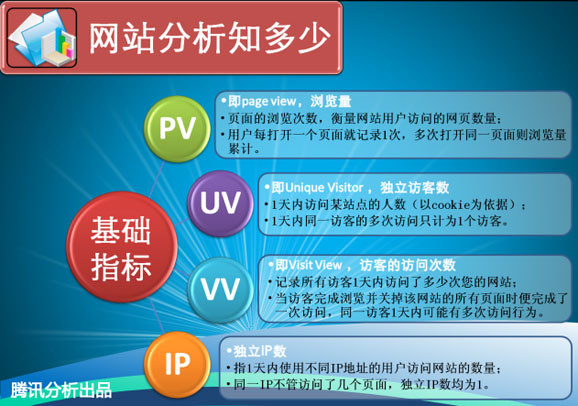 网站分析知多少
PV
•即page view，浏览量
•页面的浏览次数，衡量网站用户访问的网页数量；
•用户每打开一个页面就记录1次，多次打开同一页面则浏览量
累计。
UV
•即Unique Visitor ，独立访客数
•1天内访问某站点的人数（以cookie为依据）；
•1天内同一访客的多次访问只计为1个访客。
基础
指标
VV
•即Visit View ，访客的访问次数
•记录所有访客1天内访问了多少次您的网站；
•当访客完成浏览并关掉该网站的所有页面时便完成了
一次访问，同一访客1天内可能有多次访问行为。
IP
•独立IP数
•指1天内使用不同IP地址的用户访问网站的数量；
•同一IP不管访问了几个页面，独立IP数均为1。
腾讯分析出品